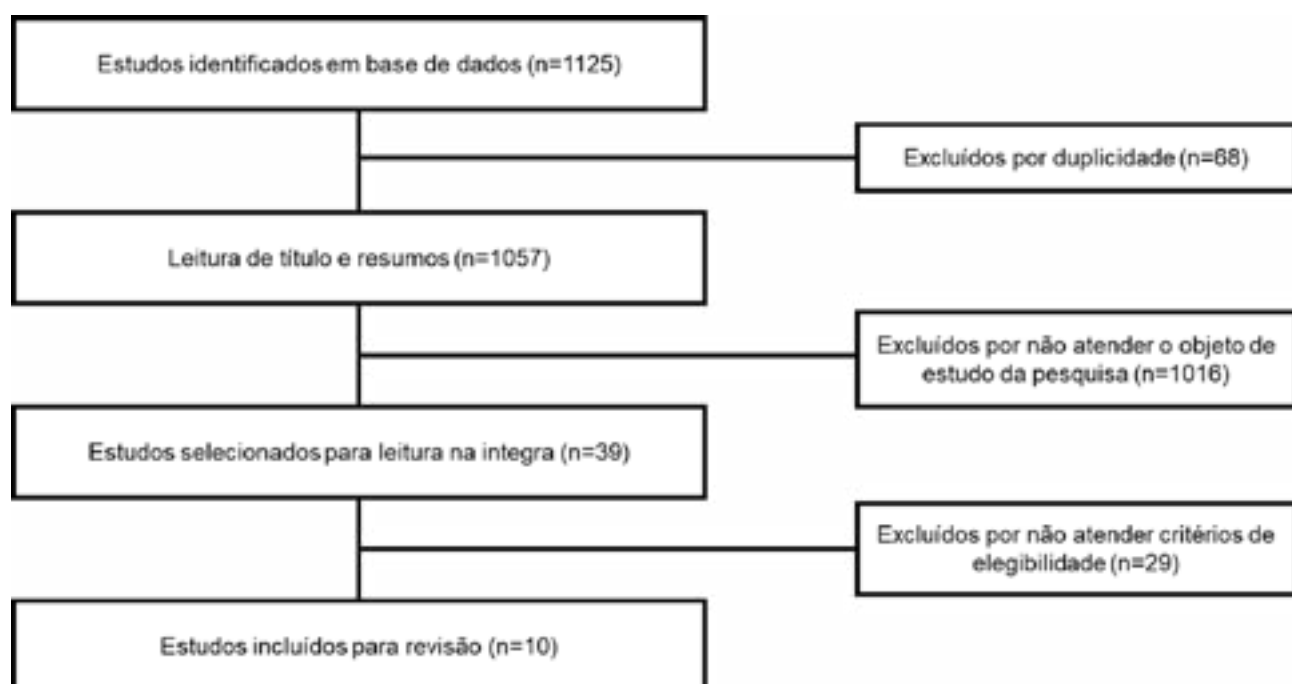 Estudos identificados em base de dados (n=1125)
Excluídos por duplicidade (n=68)
Leitura de título e resumos (n=1057)
Excluídos por não atender o objeto de
estudo da pesquisa (n=1016)
Estudos selecionados para leitura na integra (n=39)
Excluídos por não atender critérios de
elegibilidade (n=29)
Estudos incluídos para revisão (n=10)